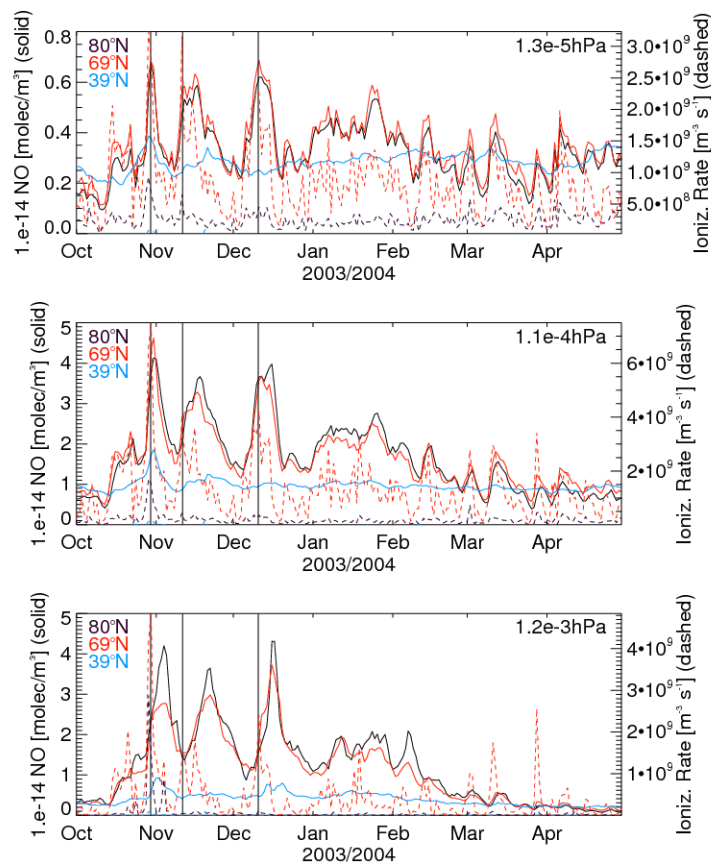 1.3e-5hPa
80°N
69°N
39°N
1.e-14 NO [molec/m³] (solid)
0.8
0.6
0.4
0.2
0.0
3.0•10⁹
2.5•10⁹
2.0•10⁹
1.5•10⁹
1.0•10⁹
5.0•10⁸
Ioniz. Rate [m⁻³ s⁻¹] (dashed)
Oct Nov Dec Jan Feb Mar Apr
2003/2004
1.1e-4hPa
80°N
69°N
39°N
1.e-14 NO [molec/m³] (solid)
5
4
3
2
1
0
6•10⁹
4•10⁹
2•10⁹
Ioniz. Rate [m⁻³ s⁻¹] (dashed)
Oct Nov Dec Jan Feb Mar Apr
2003/2004
1.2e-3hPa
80°N
69°N
39°N
1.e-14 NO [molec/m³] (solid)
5
4
3
2
1
0
4•10⁹
3•10⁹
2•10⁹
1•10⁹
Ioniz. Rate [m⁻³ s⁻¹] (dashed)
Oct Nov Dec Jan Feb Mar Apr
2003/2004